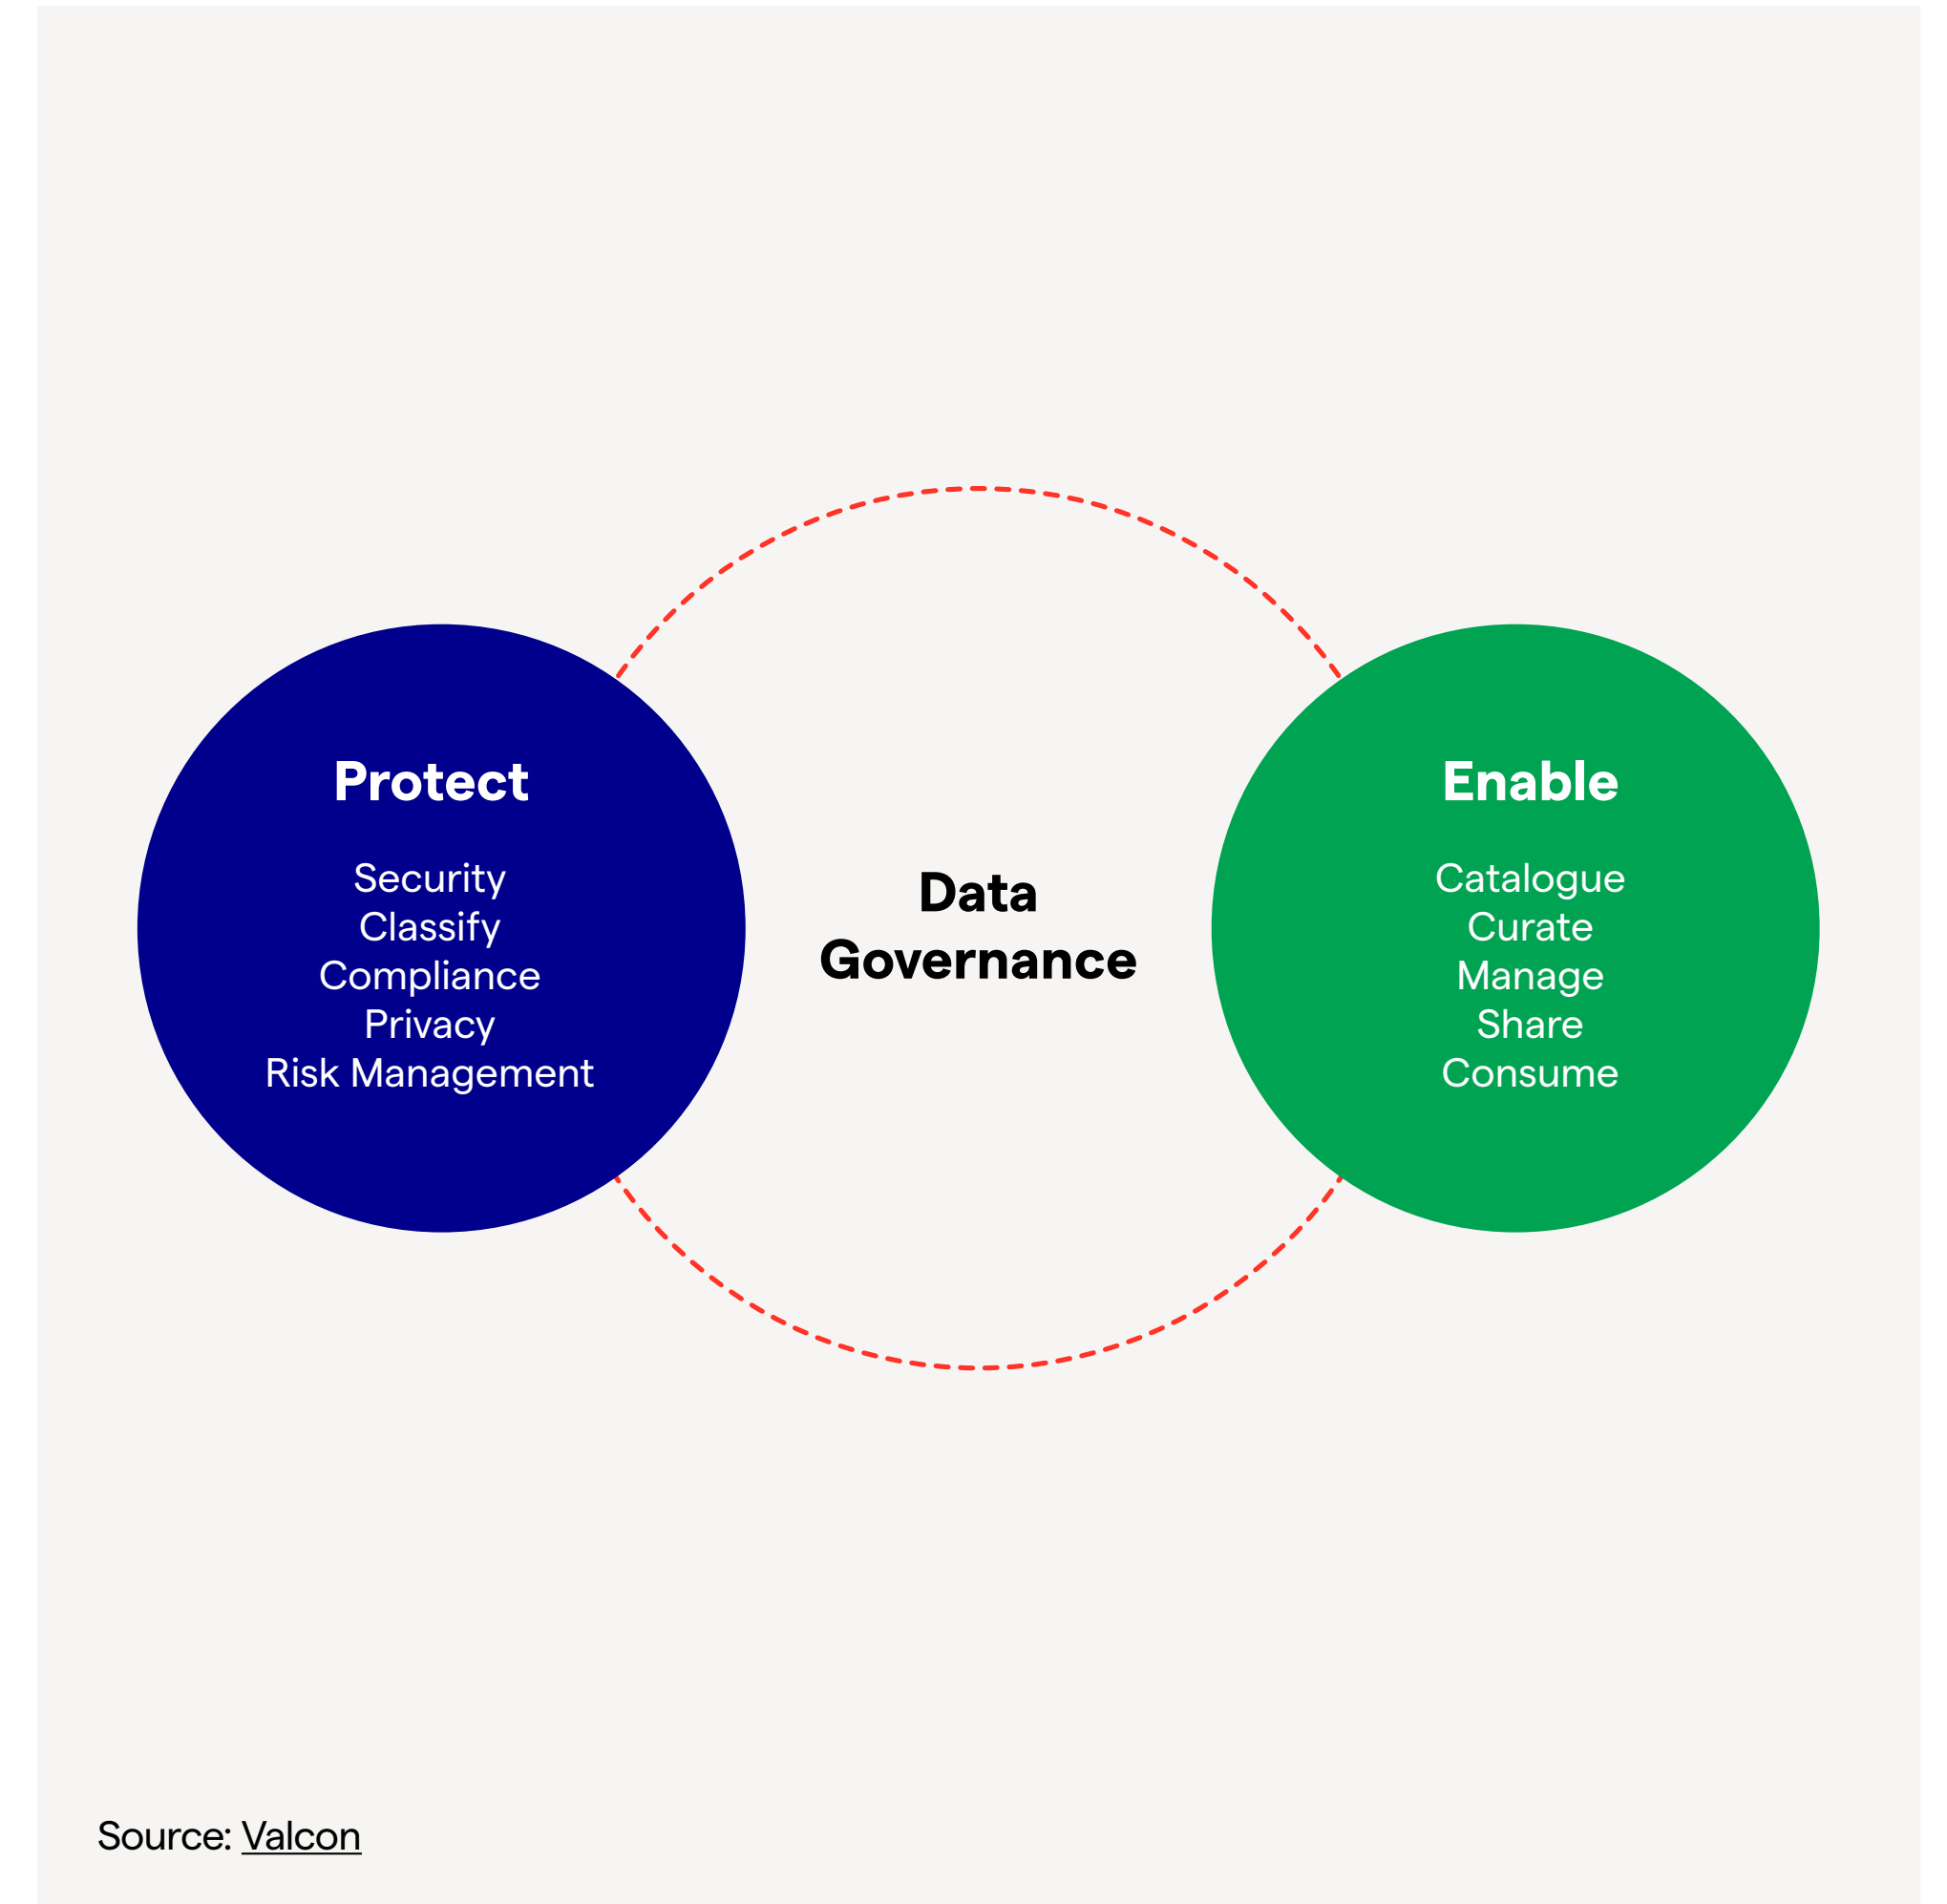 Protect
Security
Classify
Compliance
Privacy
Risk Management
Data
Governance
Enable
Catalogue
Curate
Manage
Share
Consume
Source: Valcon